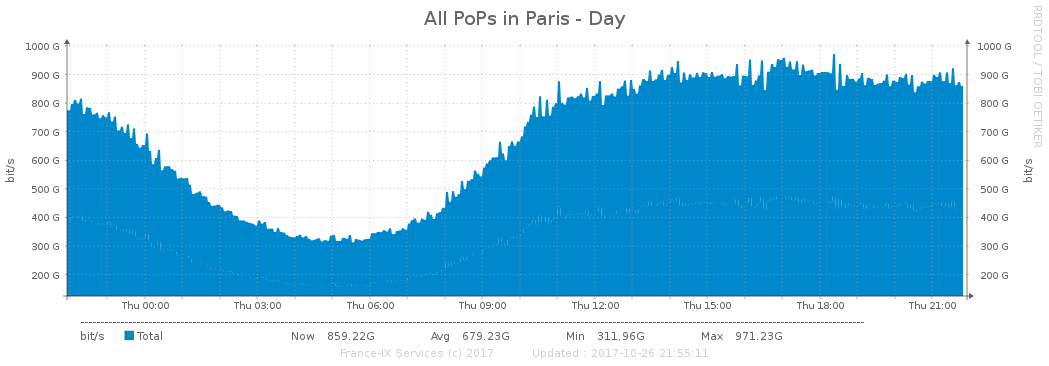 All PoPs in Paris - Day
RRDTOOL / TOBI OETIKER
1000 G 1000 G
900 G 900 G
800 G 800 G
700 G 700 G
600 G 600 G
500 G 500 G
400 G 400 G
300 G 300 G
200 G 200 G
bit/s bit/s
Thu 00:00 Thu 03:00 Thu 06:00 Thu 09:00 Thu 12:00 Thu 15:00 Thu 18:00 Thu 21:00
bit/s Total Now 859.22G Avg 679.23G Min 311.96G Max 971.23G
France-IX Services (c) 2017 Updated : 2017-10-26 21:55:11